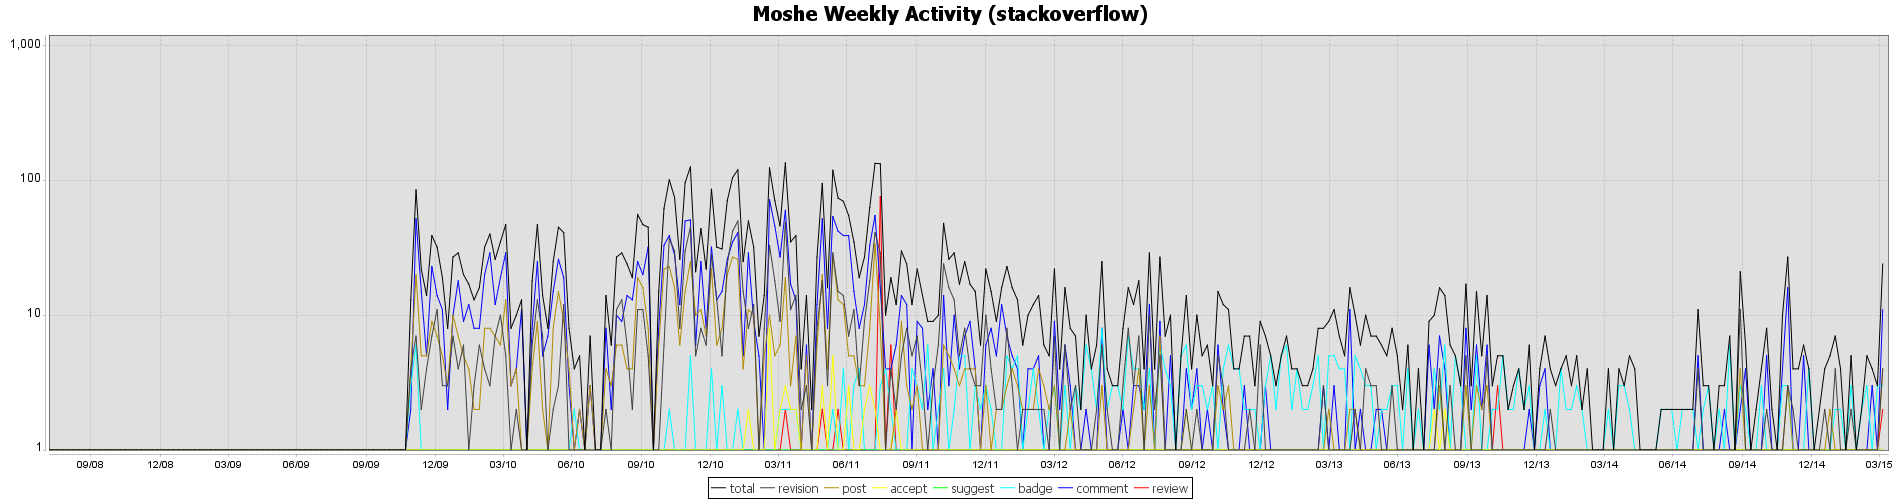 Moshe Weekly Activity (stackoverflow)
1,000
100
10
1
09/08 12/08 03/09 06/09 09/09 12/09 03/10 06/10 09/10 12/10 03/11 06/11 09/11 12/11 03/12 06/12 09/12 12/12 03/13 06/13 09/13 12/13 03/14 06/14 09/14 12/14 03/15
total revision post accept suggest badge comment review